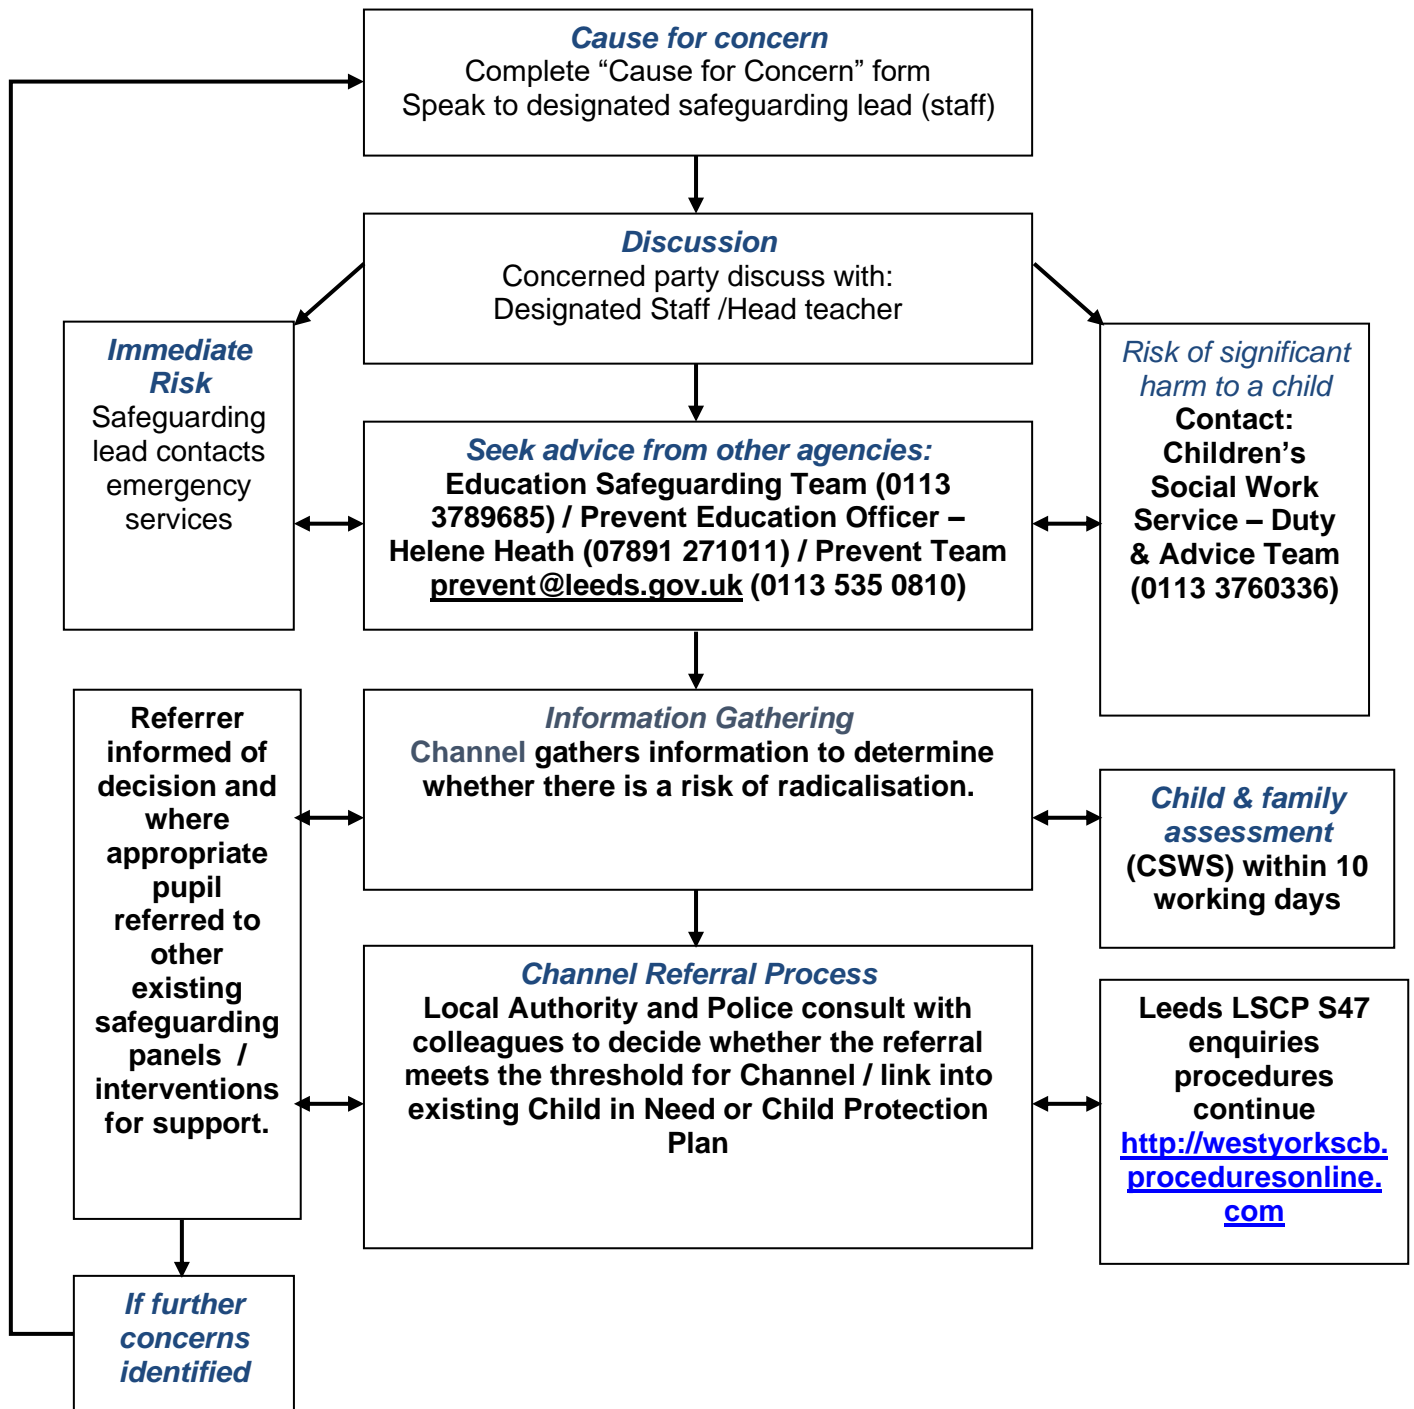 Cause for concern
Complete “Cause for Concern” form
Speak to designated safeguarding lead (staff)
Discussion
Concerned party discuss with:
Designated Staff /Head teacher
Immediate
Risk
Safeguarding
lead contacts
emergency
services
Risk of significant
harm to a child
Contact:
Children’s
Social Work
Service – Duty
& Advice Team
(0113 3760336)
Seek advice from other agencies:
Education Safeguarding Team (0113
3789685) / Prevent Education Officer –
Helene Heath (07891 271011) / Prevent Team
prevent@leeds.gov.uk (0113 535 0810)
Referrer
informed of
decision and
where
appropriate
pupil
referred to
other
existing
safeguarding
panels /
interventions
for support.
Information Gathering
Channel gathers information to determine
whether there is a risk of radicalisation.
Child & family
assessment
(CSWS) within 10
working days
Channel Referral Process
Local Authority and Police consult with
colleagues to decide whether the referral
meets the threshold for Channel / link into
existing Child in Need or Child Protection
Plan
Leeds LSCP S47
enquiries
procedures
continue
http://westyorkscb.
proceduresonline.
com
If further
concerns
identified